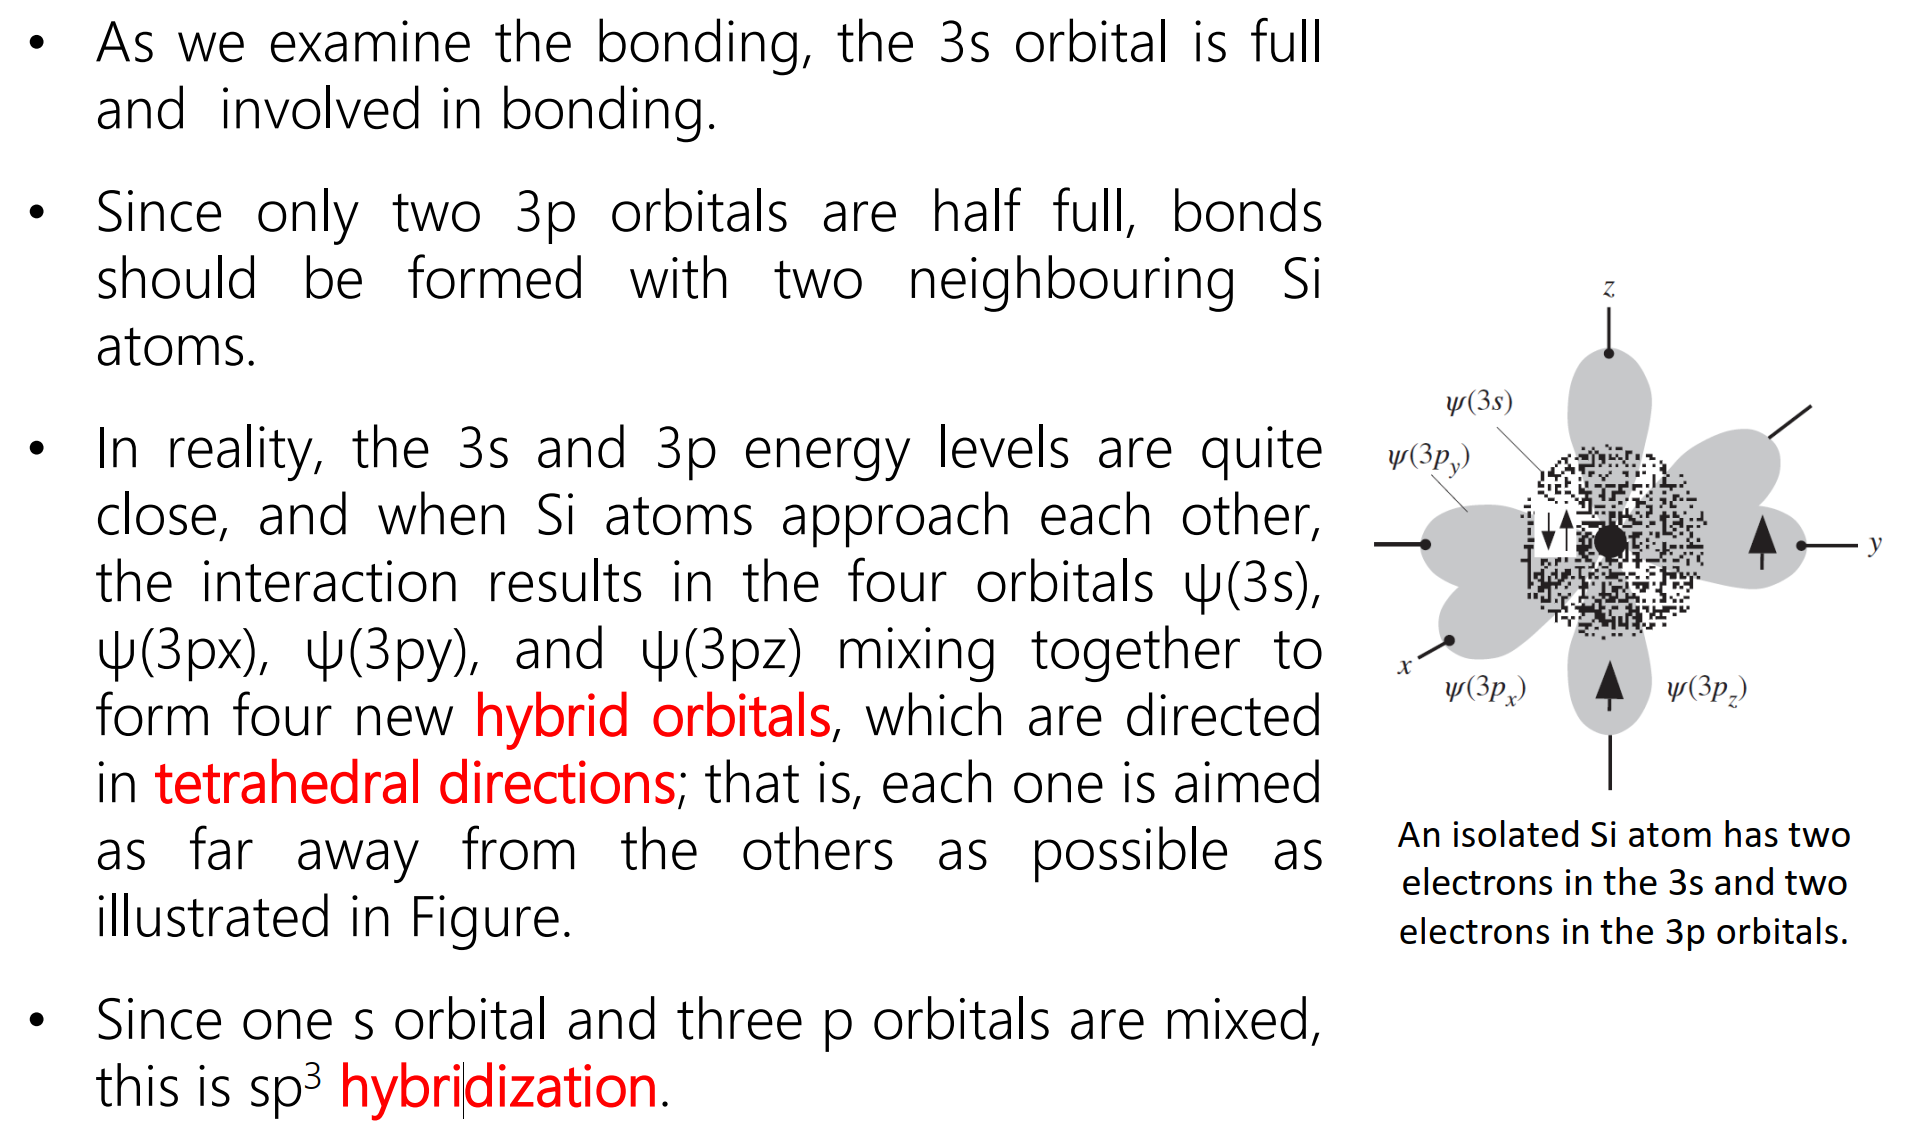 • As we examine the bonding, the 3s orbital is full
and involved in bonding.
• Since only two 3p orbitals are half full, bonds
should be formed with two neighbouring Si
atoms.
• In reality, the 3s and 3p energy levels are quite
close, and when Si atoms approach each other,
the interaction results in the four orbitals ψ(3s),
ψ(3px), ψ(3py), and ψ(3pz) mixing together to
form four new hybrid orbitals, which are directed
in tetrahedral directions; that is, each one is aimed
as far away from the others as possible as
illustrated in Figure.
• Since one s orbital and three p orbitals are mixed,
this is sp³ hybridization.
z
ψ(3s)
ψ(3p_y)
y
x
ψ(3p_x)
ψ(3p_z)
An isolated Si atom has two
electrons in the 3s and two
electrons in the 3p orbitals.